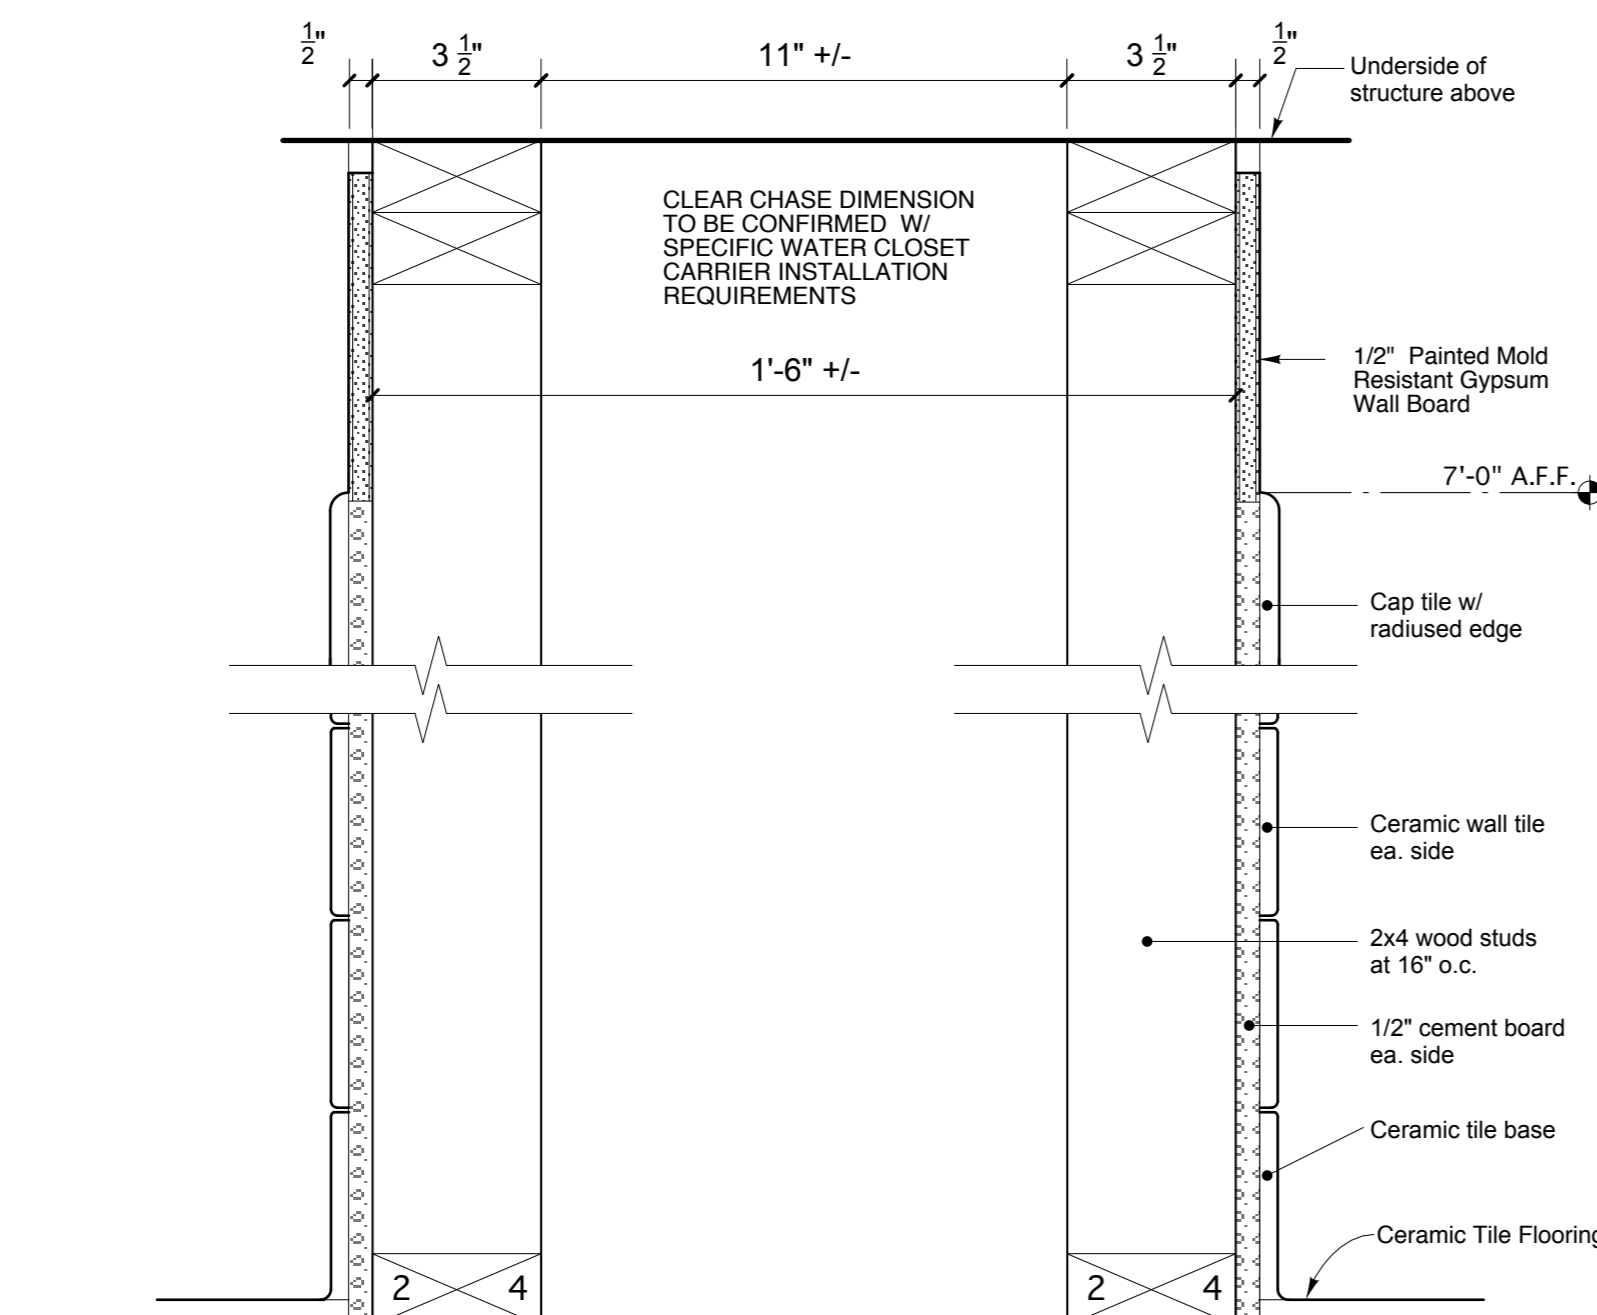 1/2" 3 1/2" 11" +/- 3 1/2" 1/2"
Underside of
structure above
CLEAR CHASE DIMENSION
TO BE CONFIRMED W/
SPECIFIC WATER CLOSET
CARRIER INSTALLATION
REQUIREMENTS
1'-6" +/-
1/2" Painted Mold
Resistant Gypsum
Wall Board
7'-0" A.F.F.
Cap tile w/
radiused edge
Ceramic wall tile
ea. side
2x4 wood studs
at 16" o.c.
1/2" cement board
ea. side
Ceramic tile base
Ceramic Tile Flooring
2 4 2 4